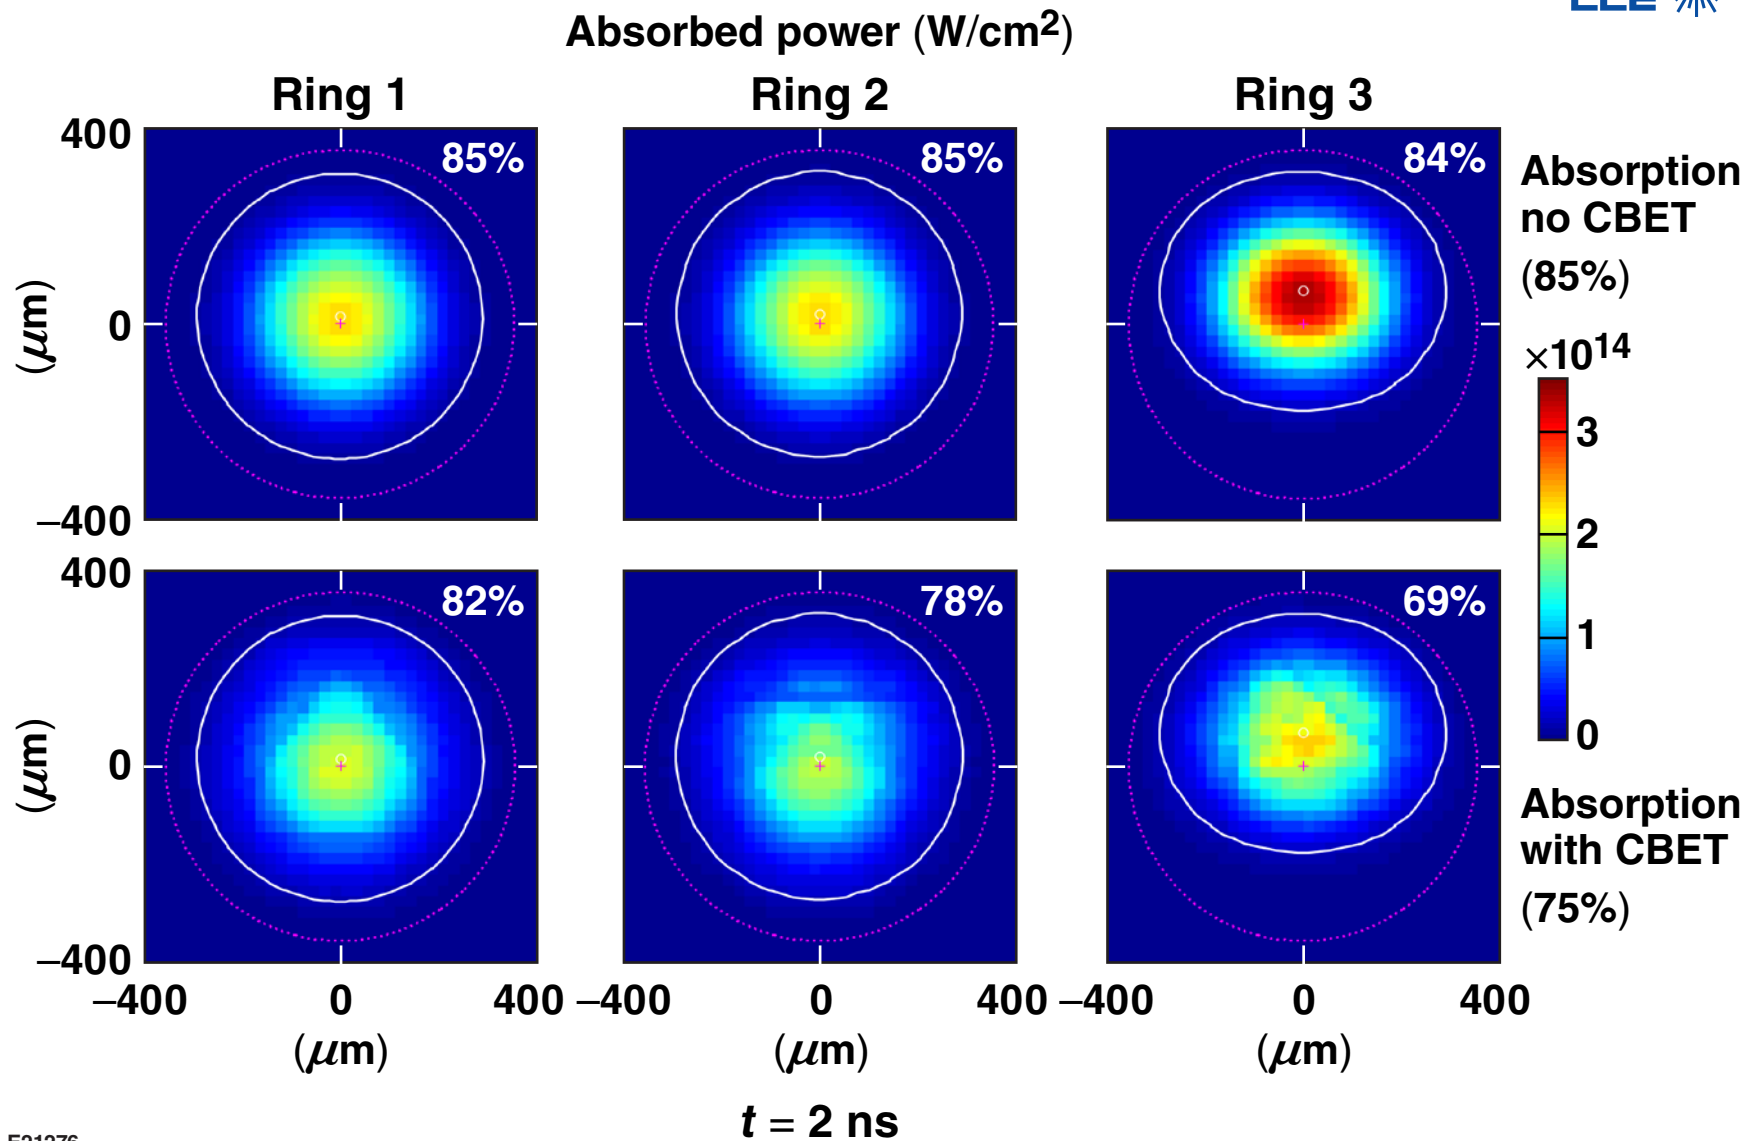 LLE
Absorbed power (W/cm²)
Ring 1
Ring 2
Ring 3
400
0
–400
(μm)
85%
85%
84%
Absorption
no CBET
(85%)
×10¹⁴
3
2
1
0
400
0
–400
(μm)
82%
78%
69%
Absorption
with CBET
(75%)
–400
0
400
–400
0
400
–400
0
400
(μm)
(μm)
(μm)
t = 2 ns